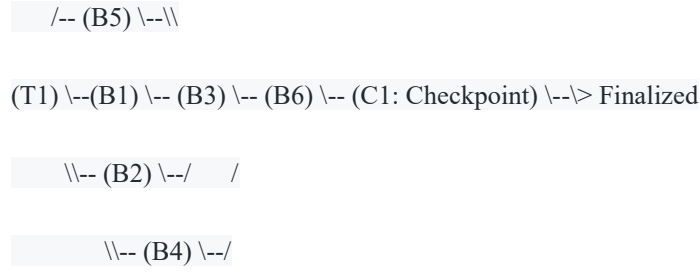 /-- (B5) \--\\
(T1) \--(B1) \-- (B3) \-- (B6) \-- (C1: Checkpoint) \--\> Finalized
\\-- (B2) \--/ /
\\-- (B4) \--/